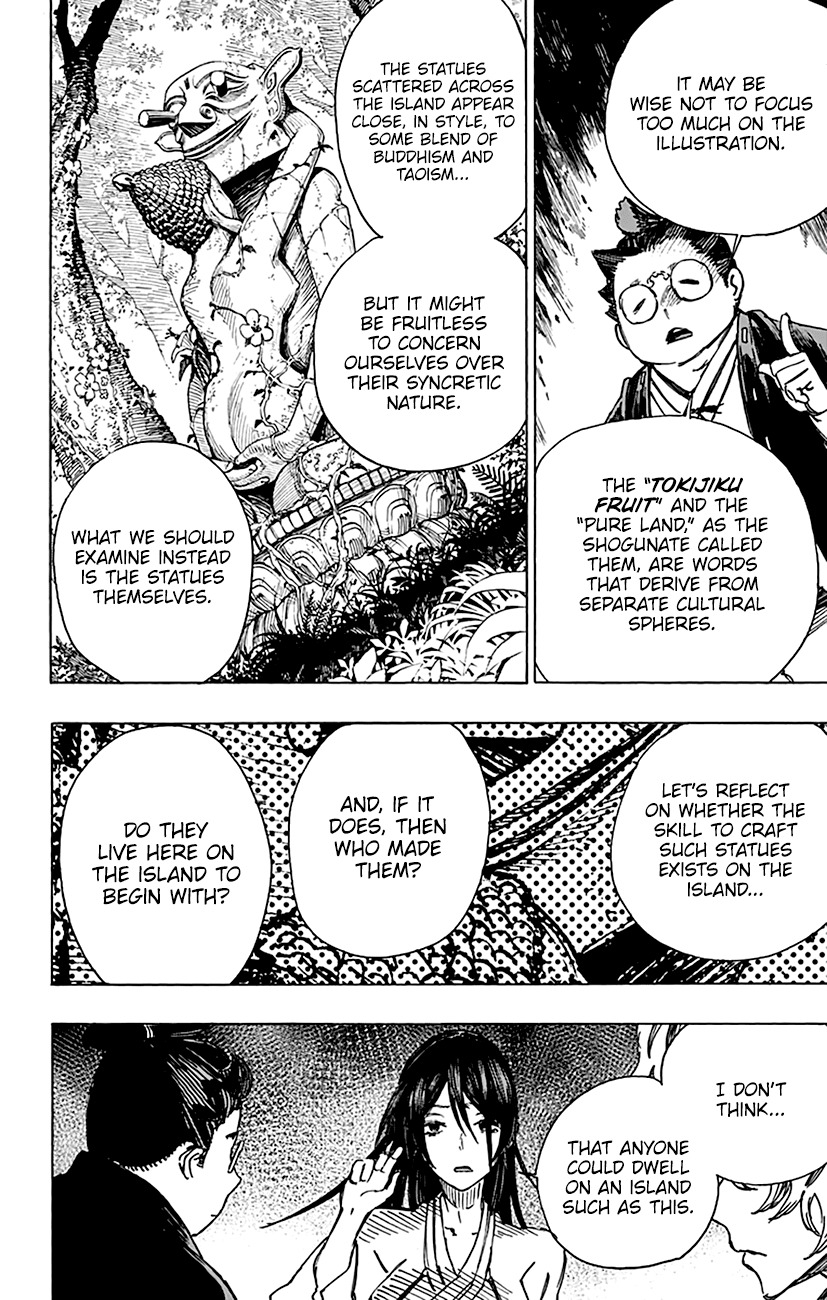 IT MAY BE
WISE NOT TO FOCUS
TOO MUCH ON THE
ILLUSTRATION.
THE "TOKIJIKU
FRUIT" AND THE
"PURE LAND," AS THE
SHOGUNATE CALLED
THEM, ARE WORDS
THAT DERIVE FROM
SEPARATE CULTURAL
SPHERES.
THE STATUES
SCATTERED ACROSS
THE ISLAND APPEAR
CLOSE, IN STYLE, TO
SOME BLEND OF
BUDDHISM AND
TAOISM...
BUT IT MIGHT
BE FRUITLESS
TO CONCERN
OURSELVES OVER
THEIR SYNCRETIC
NATURE.
WHAT WE SHOULD
EXAMINE INSTEAD
IS THE STATUES
THEMSELVES.
LET'S REFLECT
ON WHETHER THE
SKILL TO CRAFT
SUCH STATUES
EXISTS ON THE
ISLAND...
AND, IF IT
DOES, THEN
WHO MADE
THEM?
DO THEY
LIVE HERE ON
THE ISLAND TO
BEGIN WITH?
I DON'T
THINK...
THAT ANYONE
COULD DWELL
ON AN ISLAND
SUCH AS THIS.